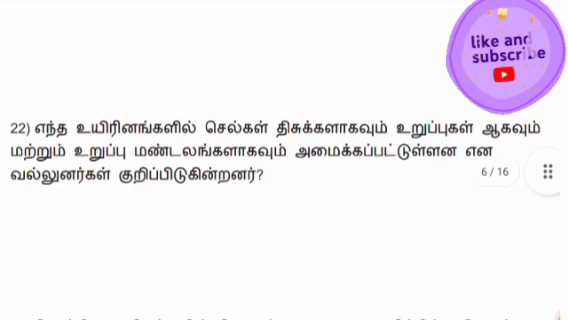 like and
subscribe
22) எந்த உயிரினங்களில் செல்கள் திசுக்களாகவும் உறுப்புகள் ஆகவும்
மற்றும் உறுப்பு மண்டலங்களாகவும் அமைக்கப்பட்டுள்ளன என
வல்லுனர்கள் குறிப்பிடுகின்றனர்?
6 / 16